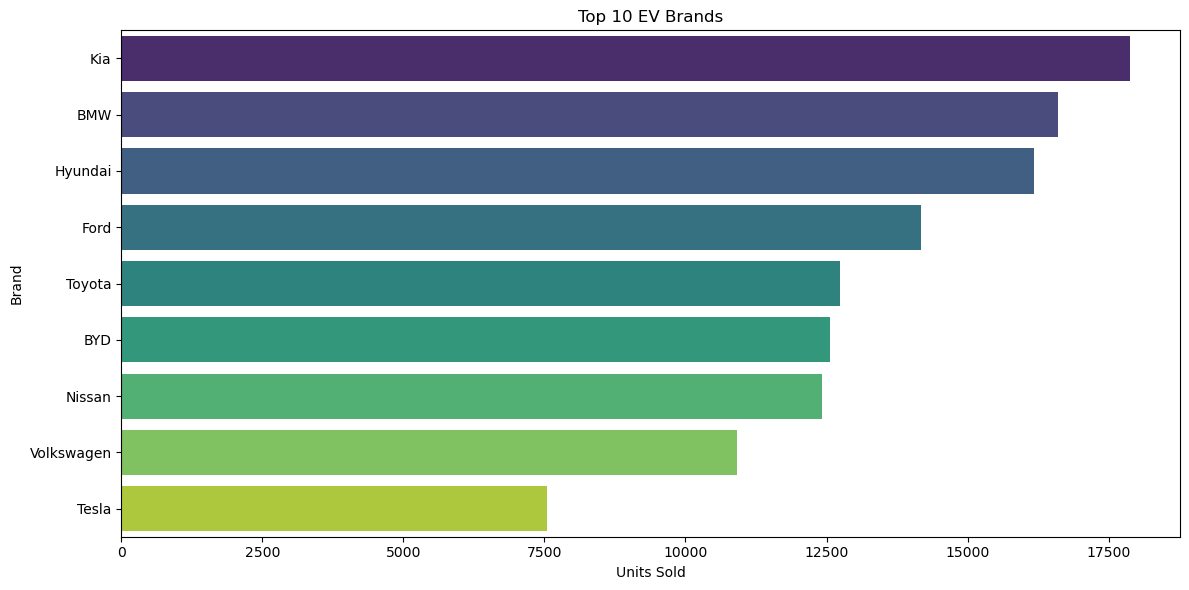 Top 10 EV Brands
Brand
Kia
BMW
Hyundai
Ford
Toyota
BYD
Nissan
Volkswagen
Tesla
0 2500 5000 7500 10000 12500 15000 17500
Units Sold